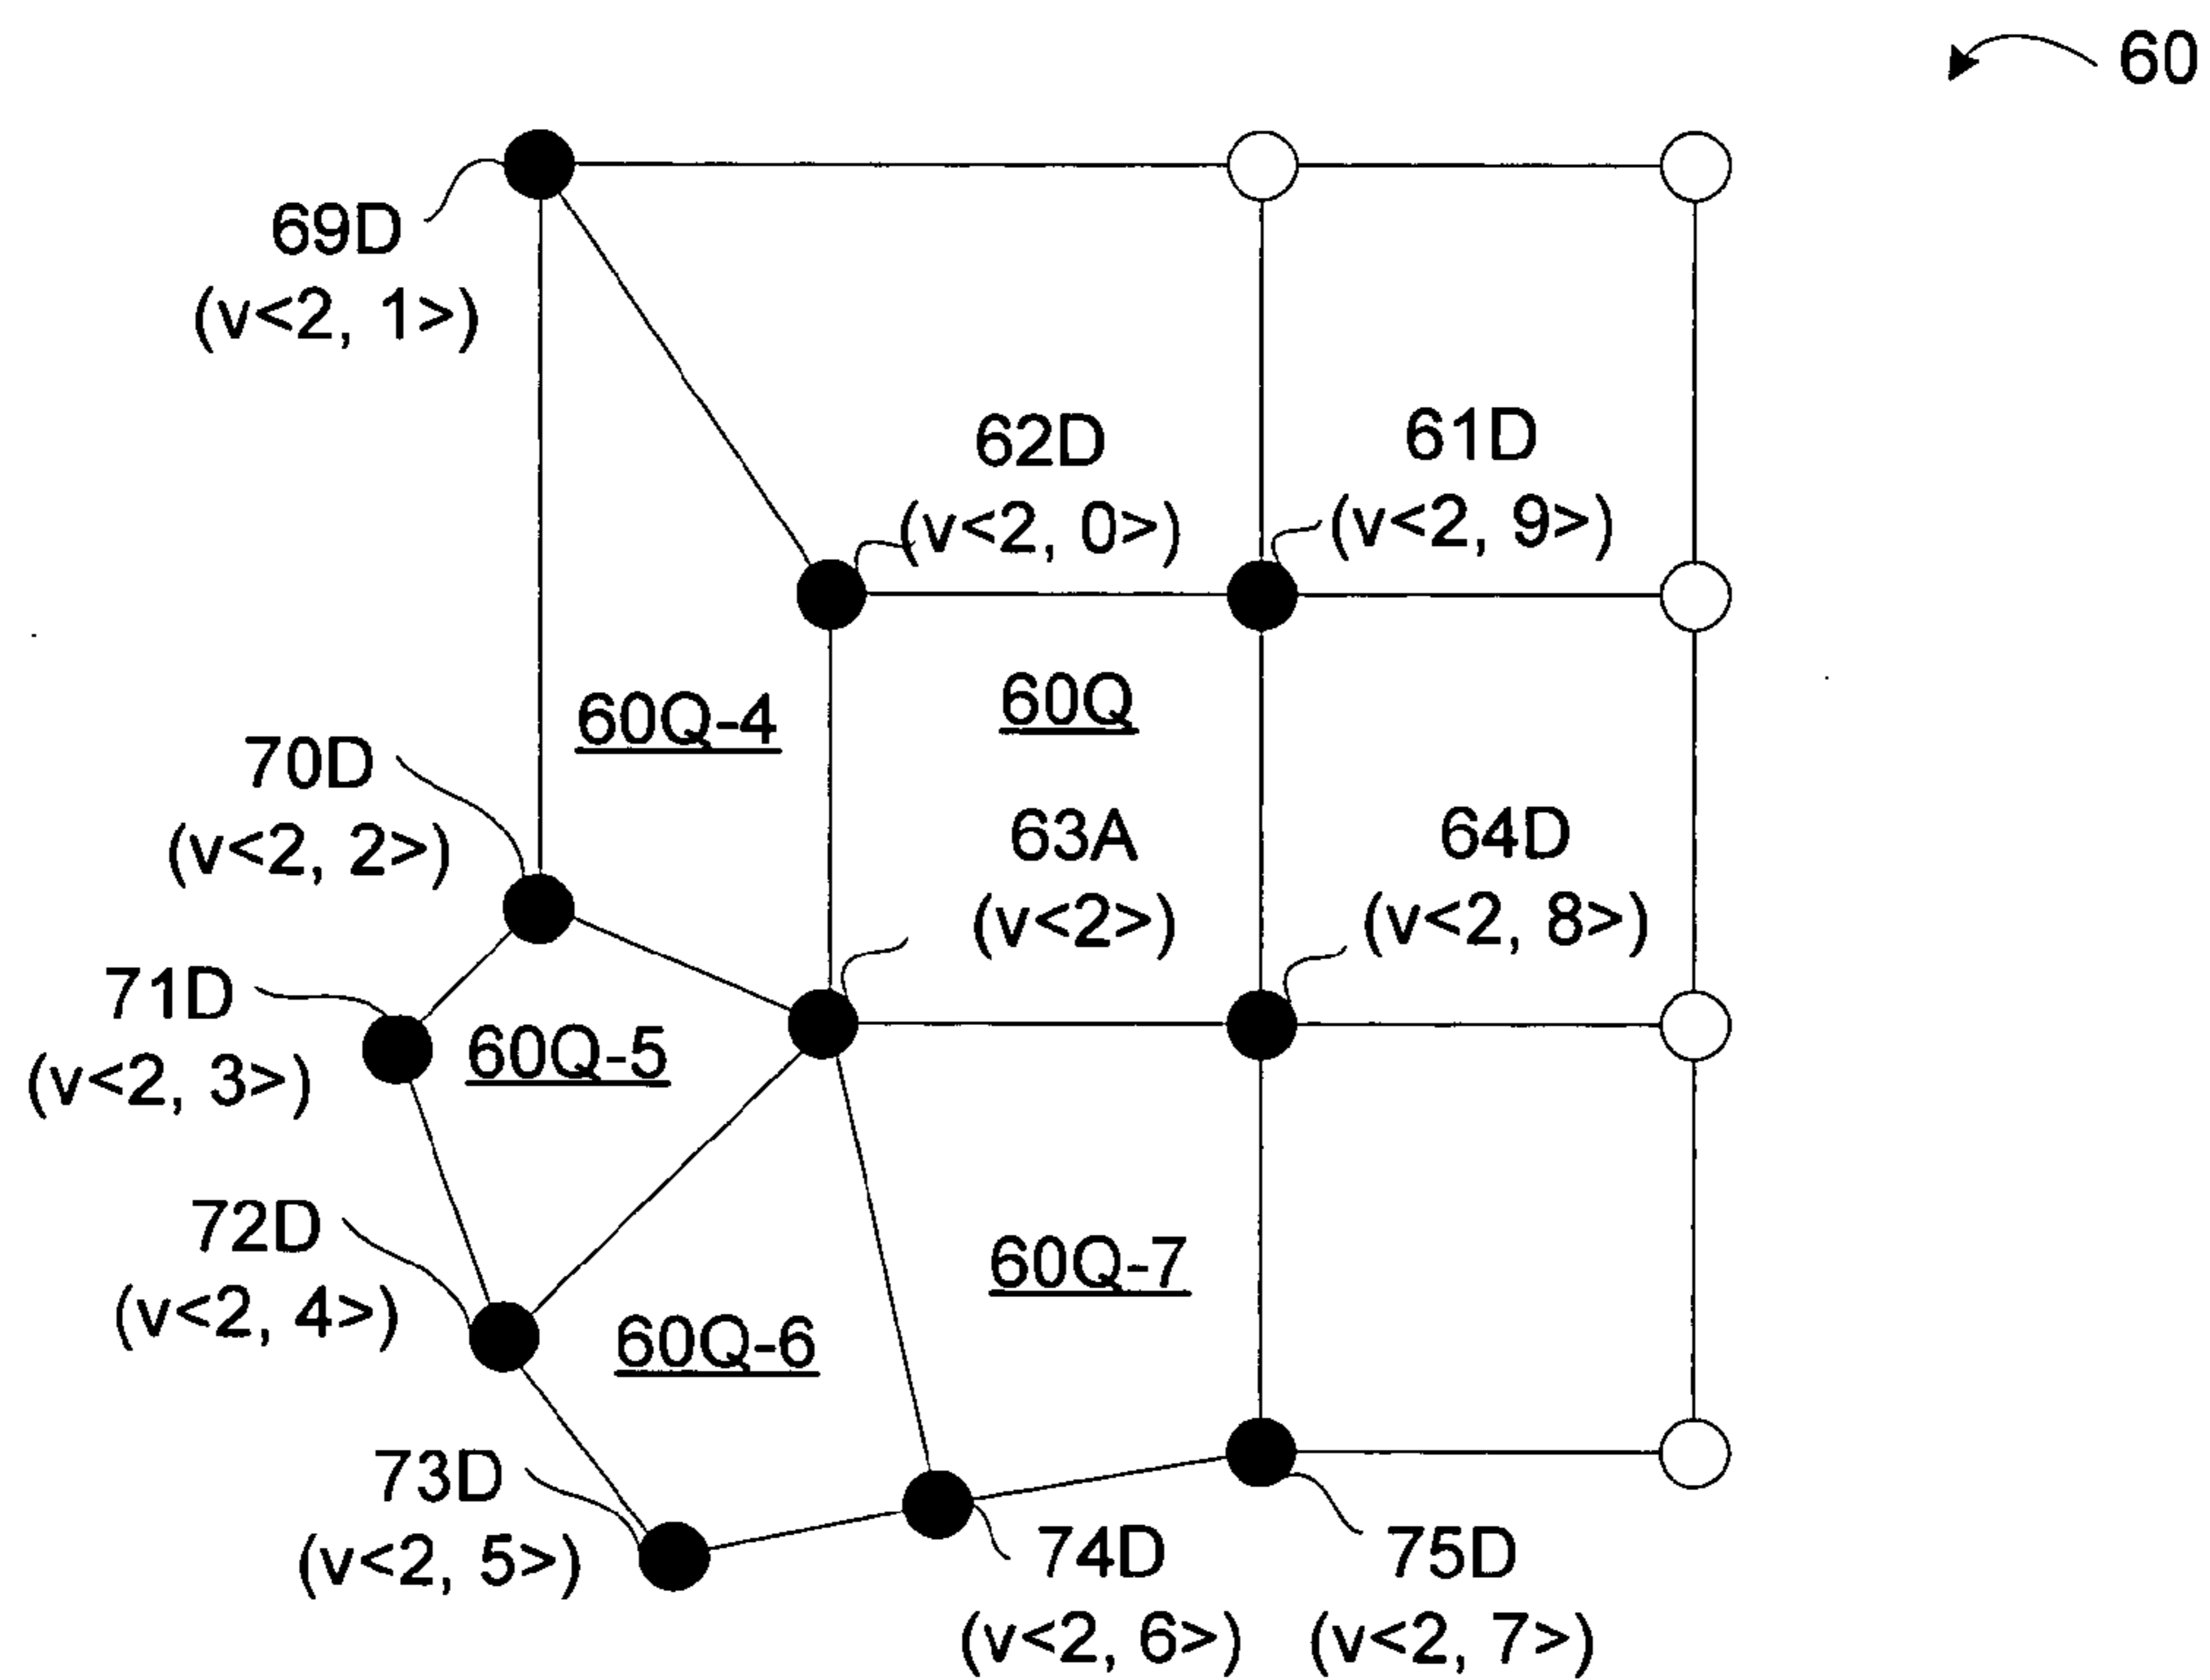 60
69D
(v<2, 1>)
62D
(v<2, 0>)
61D
(v<2, 9>)
60Q-4
60Q
70D
(v<2, 2>)
63A
(v<2>)
64D
(v<2, 8>)
71D
(v<2, 3>)
60Q-5
72D
(v<2, 4>)
60Q-6
60Q-7
73D
(v<2, 5>)
74D
(v<2, 6>)
75D
(v<2, 7>)